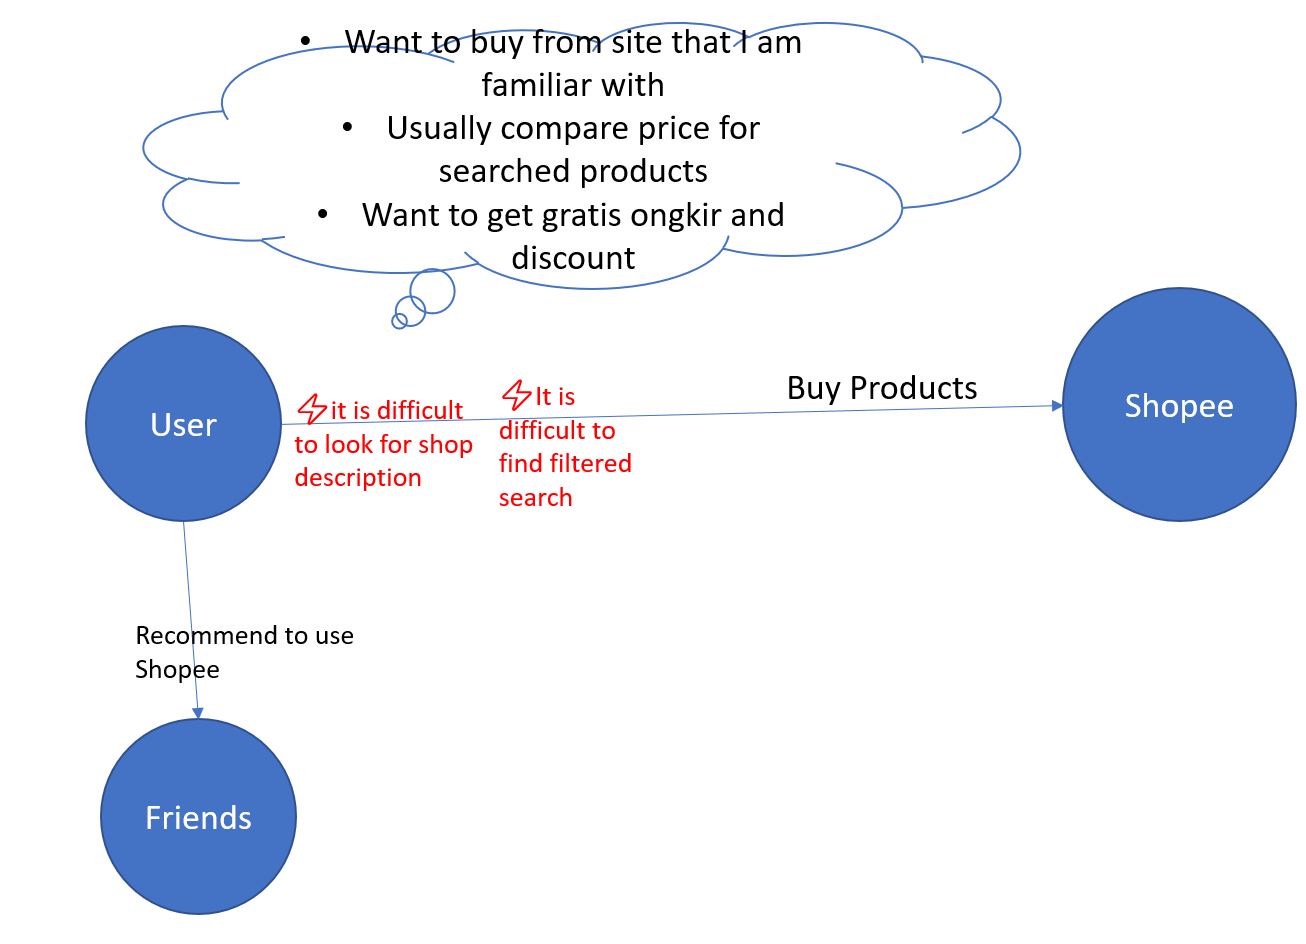 • Want to buy from site that I am
familiar with
• Usually compare price for
searched products
• Want to get gratis ongkir and
discount
User
it is difficult
to look for shop
description
It is
difficult to
find filtered
search
Buy Products
Shopee
Recommend to use
Shopee
Friends